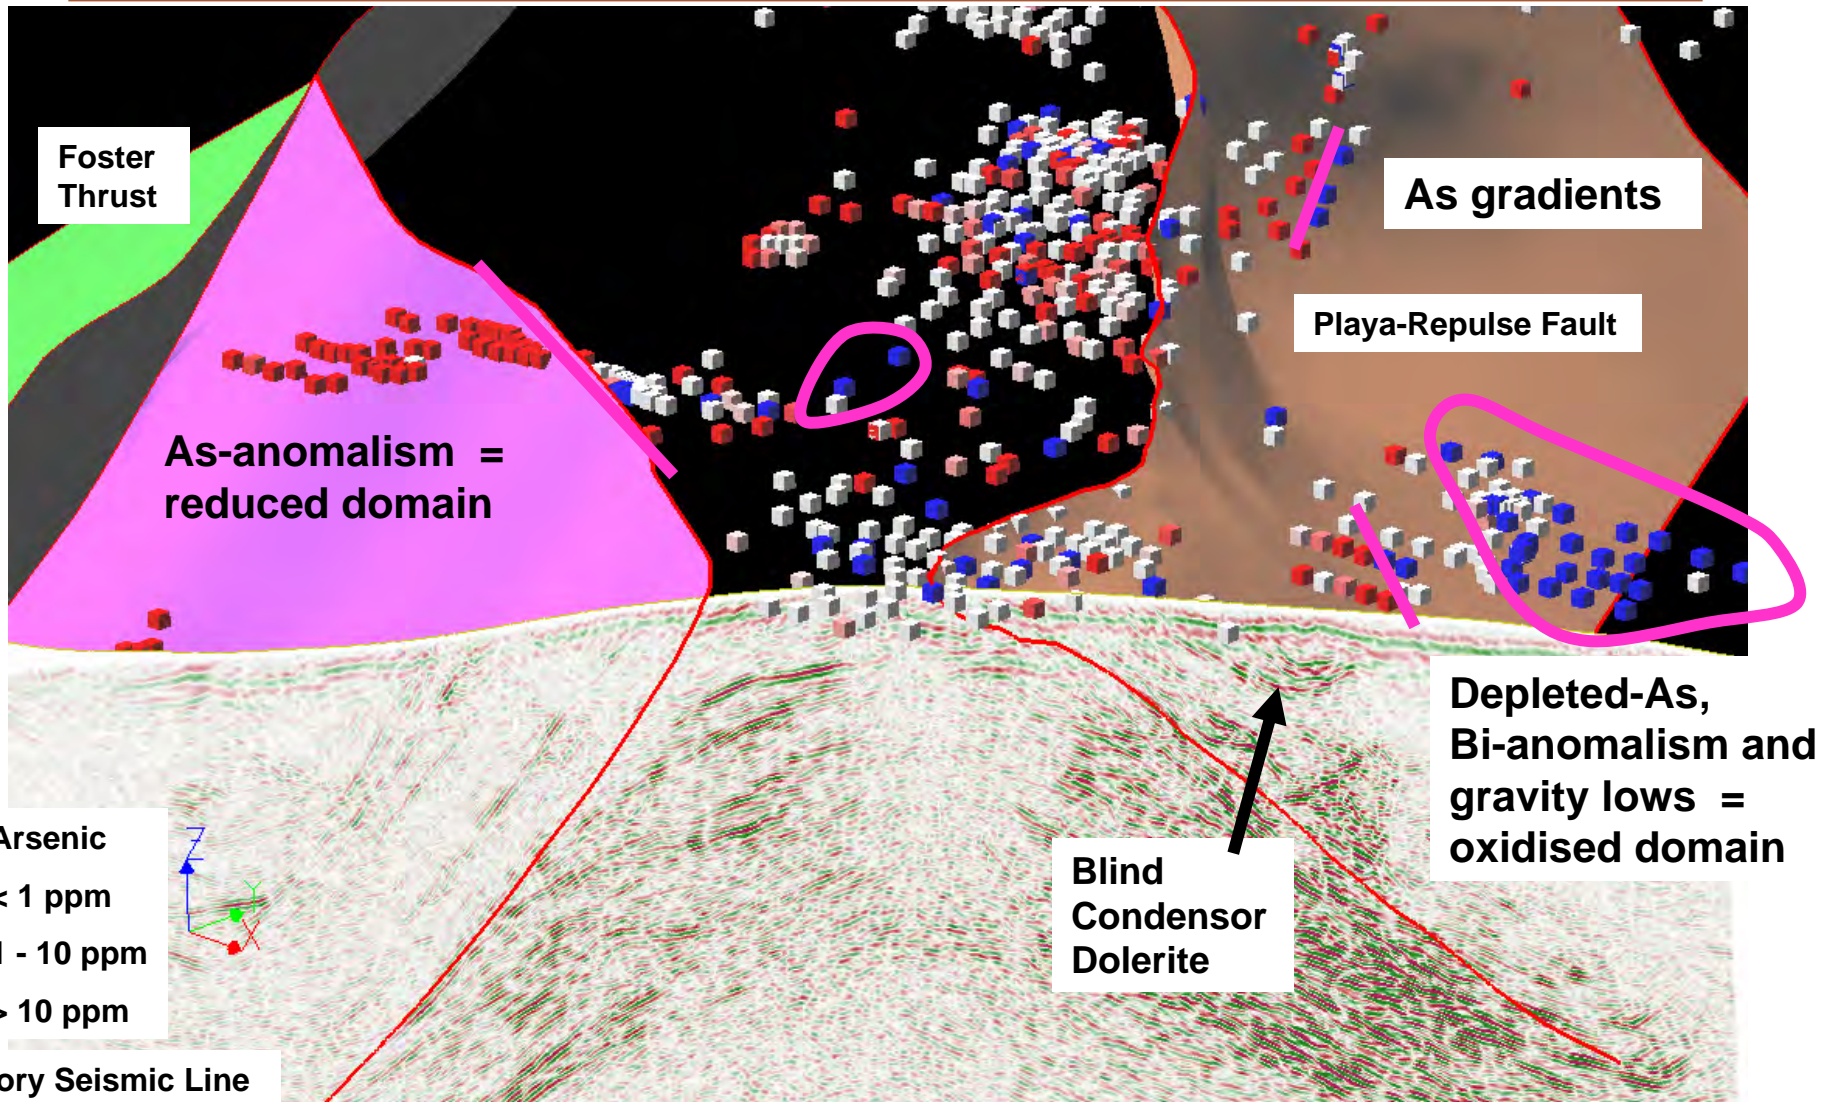 Foster
Thrust
As gradients
Playa-Repulse Fault
As-anomalism =
reduced domain
Depleted-As,
Bi-anomalism and
gravity lows =
oxidised domain
Blind
Condensor
Dolerite
Arsenic
< 1 ppm
1 - 10 ppm
> 10 ppm
Z
Y
X
Seismic Line